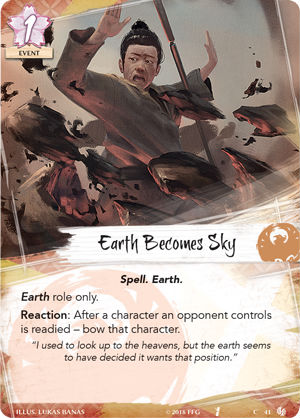 1
EVENT
Earth Becomes Sky
Spell. Earth.
Earth role only.
Reaction: After a character an opponent controls
is readied – bow that character.
"I used to look up to the heavens, but the earth seems
to have decided it wants that position."
ILLUS. LUKAS BANAS
© 2018 FFG
C 41